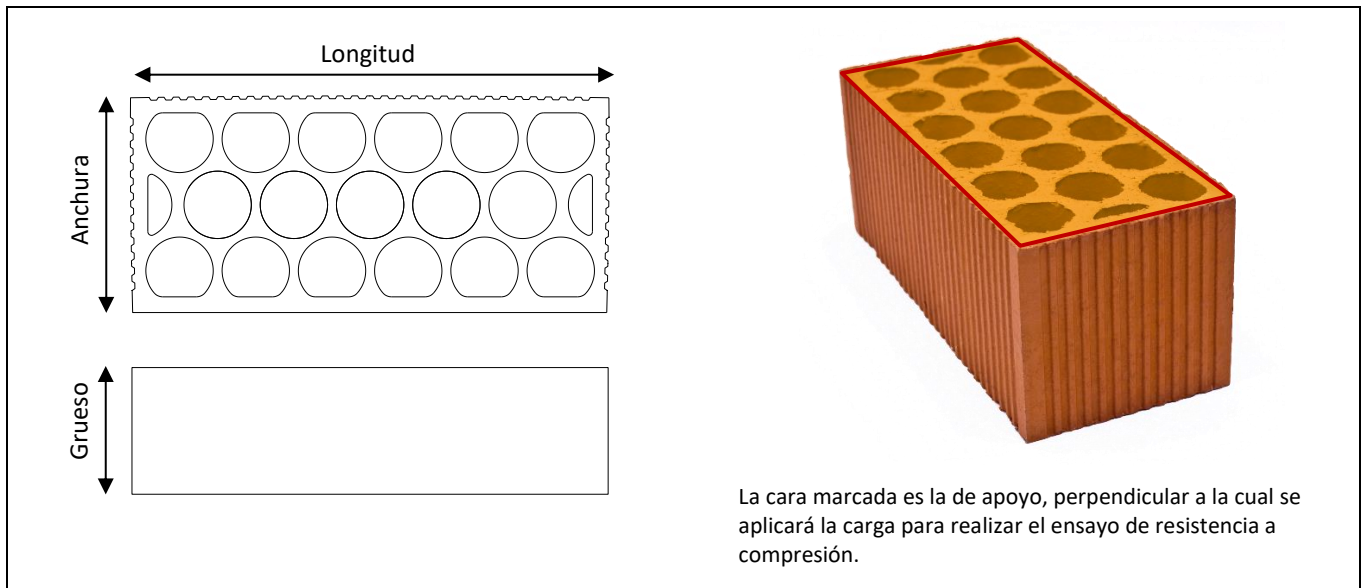 Longitud
Anchura
Grueso
La cara marcada es la de apoyo, perpendicular a la cual se
aplicará la carga para realizar el ensayo de resistencia a
compresión.